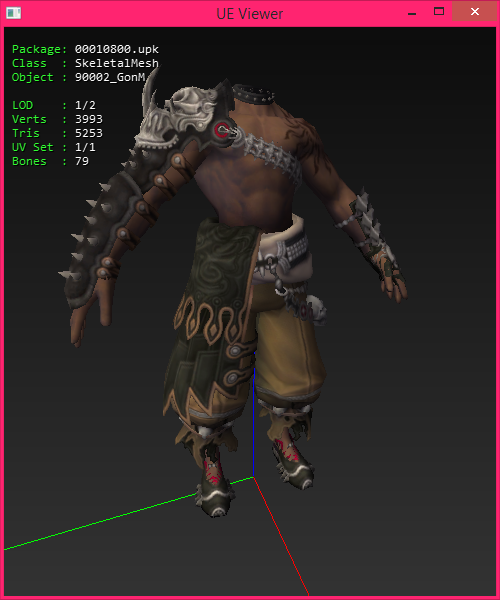 UE Viewer
Package: 00010800.upk
Class : SkeletalMesh
Object : 90002_GonM
LOD : 1/2
Verts : 3993
Tris : 5253
UV Set : 1/1
Bones : 79